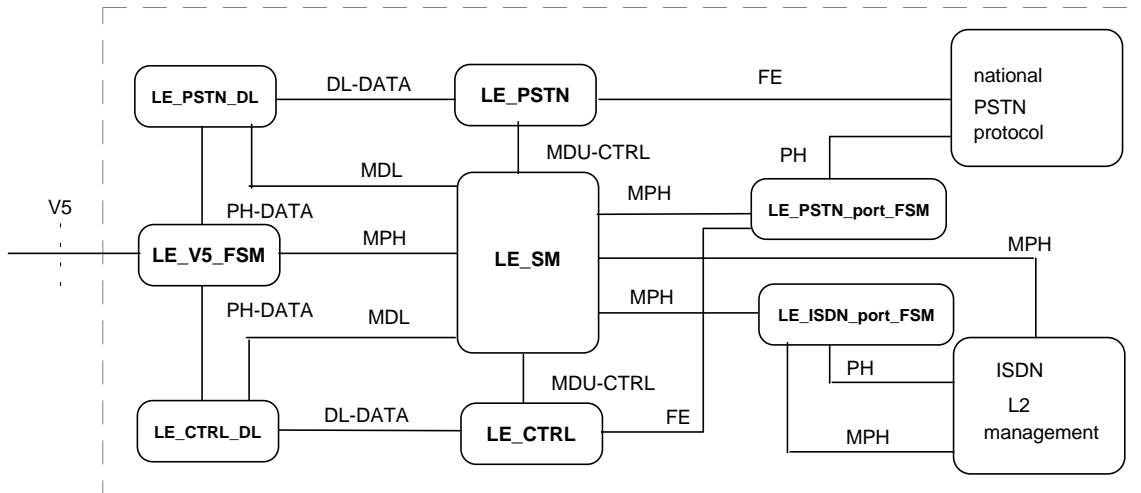 national
PSTN
protocol
LE_PSTN_DL
DL-DATA
LE_PSTN
FE
MDU-CTRL
PH
MDL
MPH
LE_PSTN_port_FSM
V5
PH-DATA
LE_V5_FSM
MPH
LE_SM
MPH
MPH
LE_ISDN_port_FSM
PH-DATA
MDL
PH
ISDN
L2
management
MDU-CTRL
LE_CTRL_DL
DL-DATA
LE_CTRL
FE
MPH